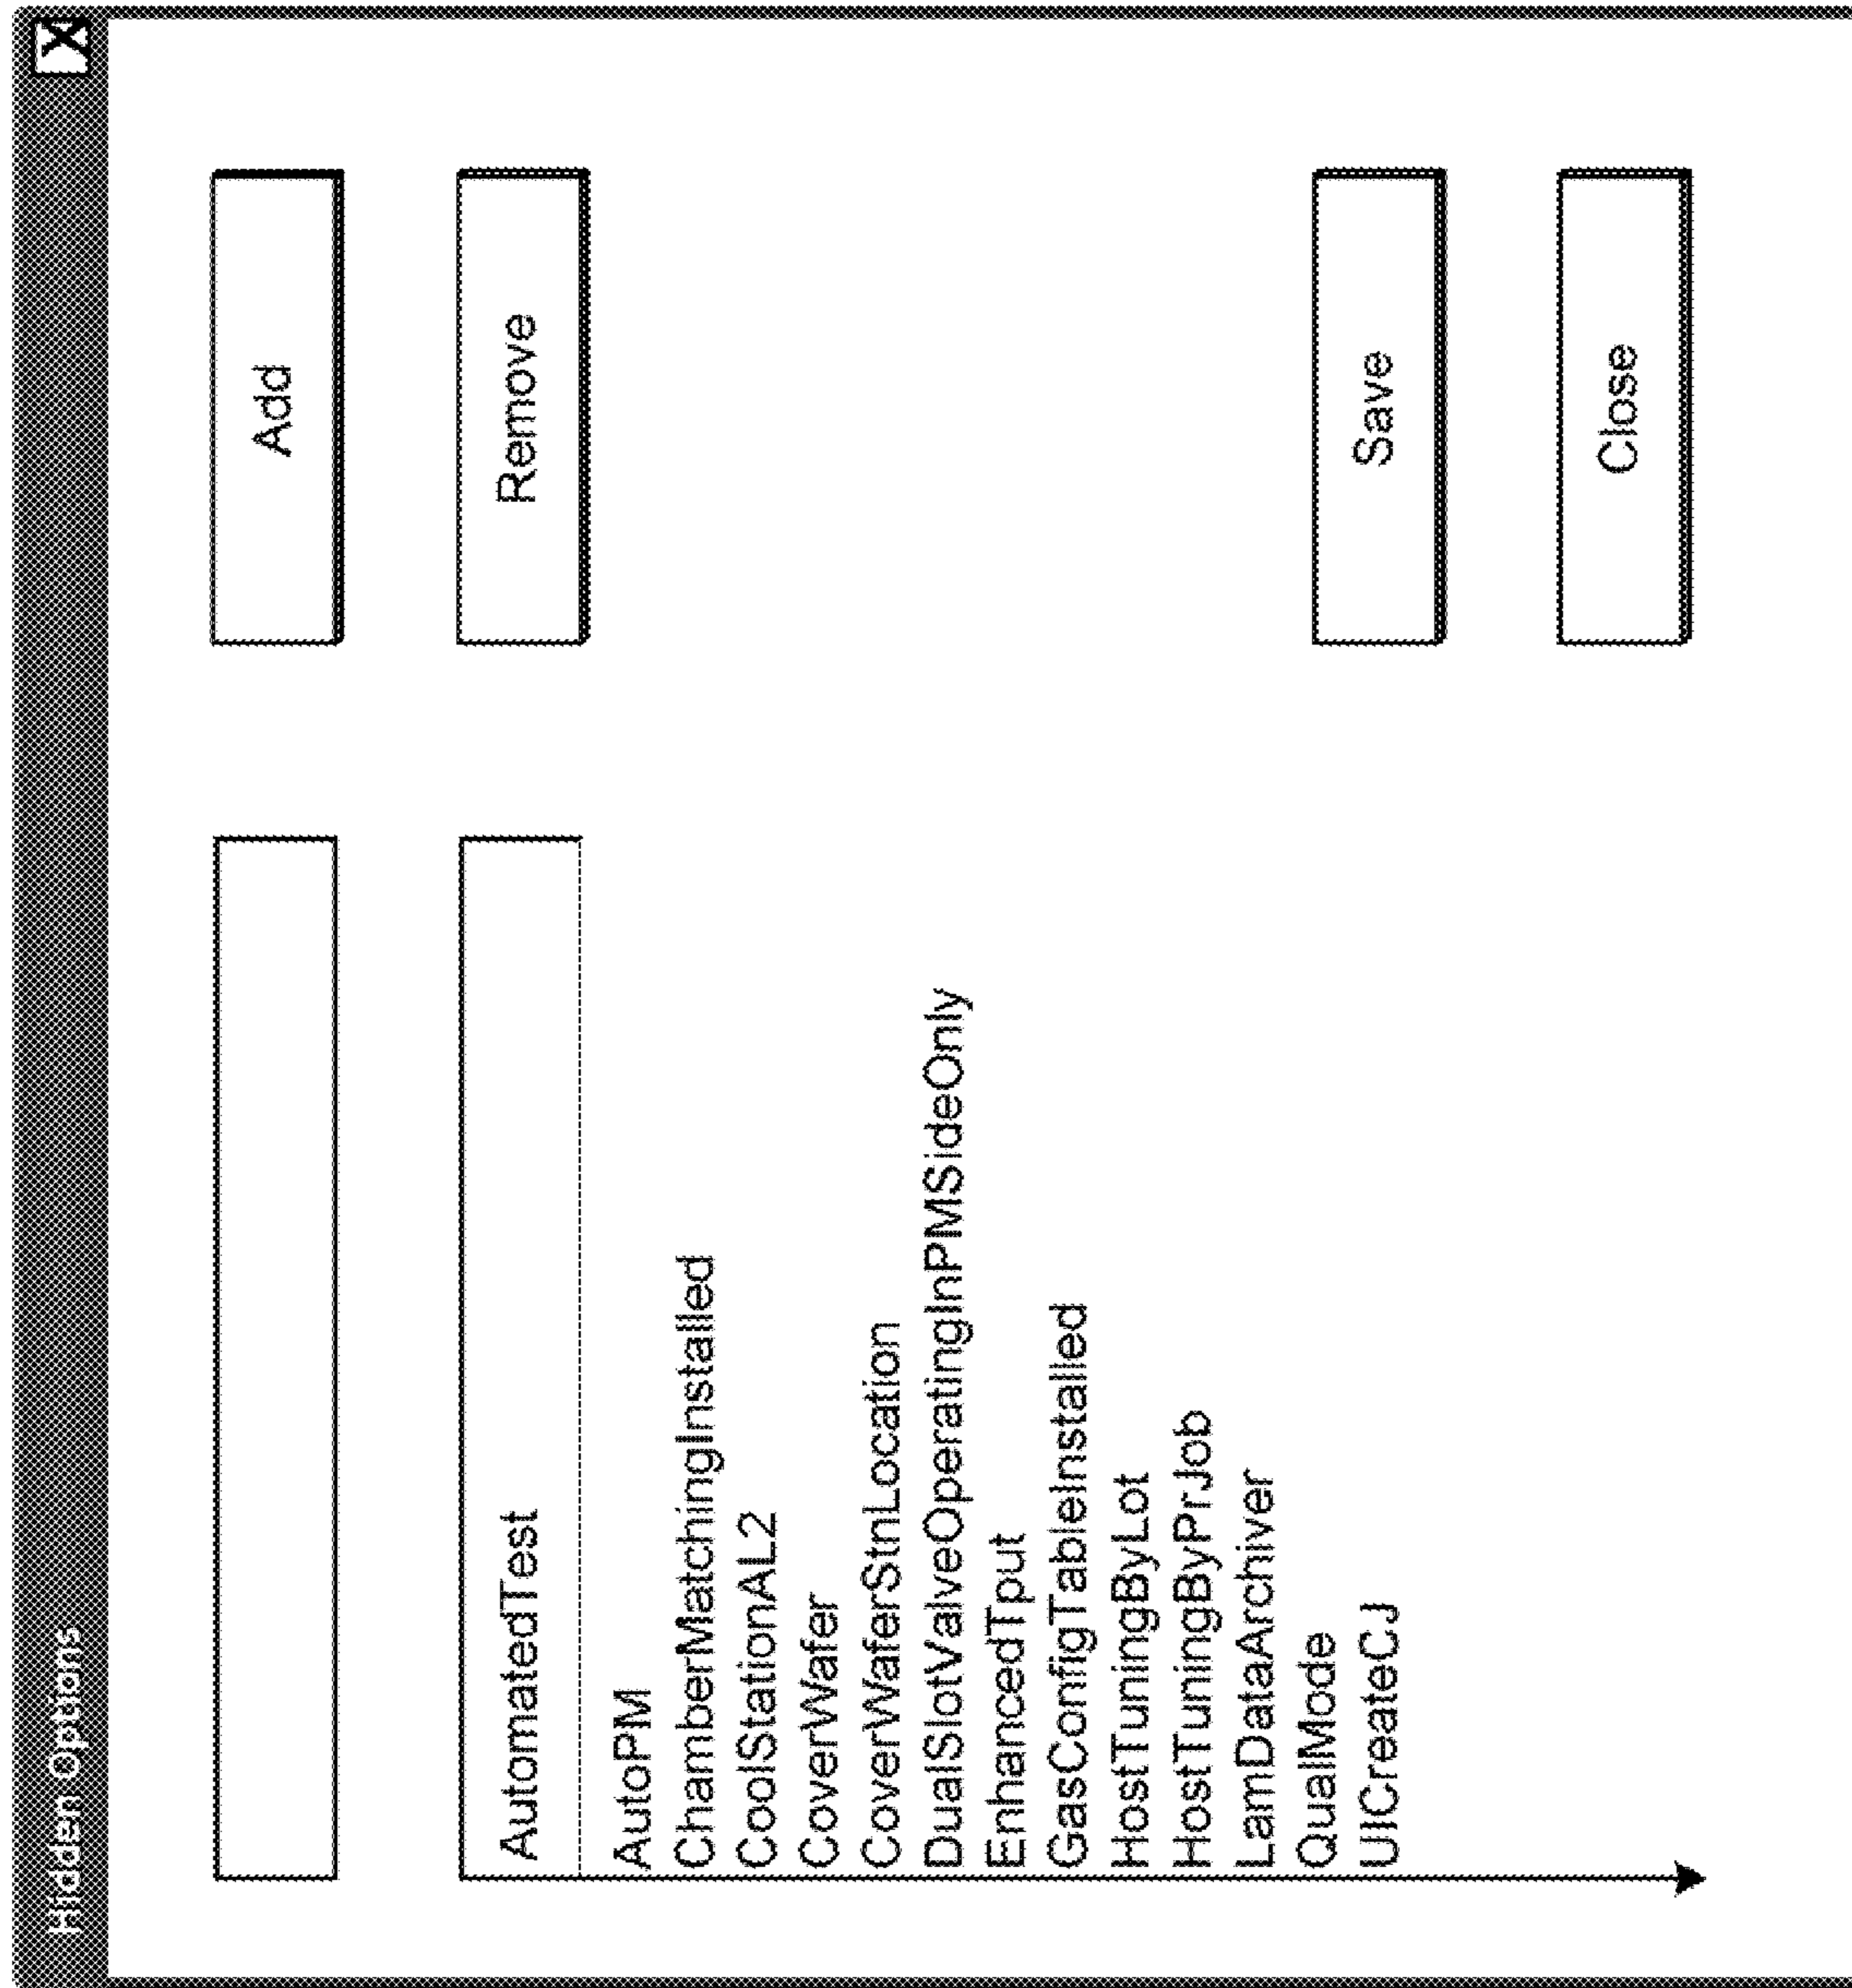 Hidden Options
X
Add
AutomatedTest
Remove
AutoPM
ChamberMatchingInstalled
CoolStationAL2
CoverWafer
CoverWaferStnLocation
DualSlotValveOperatingInPMSideOnly
EnhancedTput
GasConfigTableInstalled
HostTuningByLot
HostTuningByPrJob
LamDataArchiver
QualMode
UICreateCJ
Save
Close